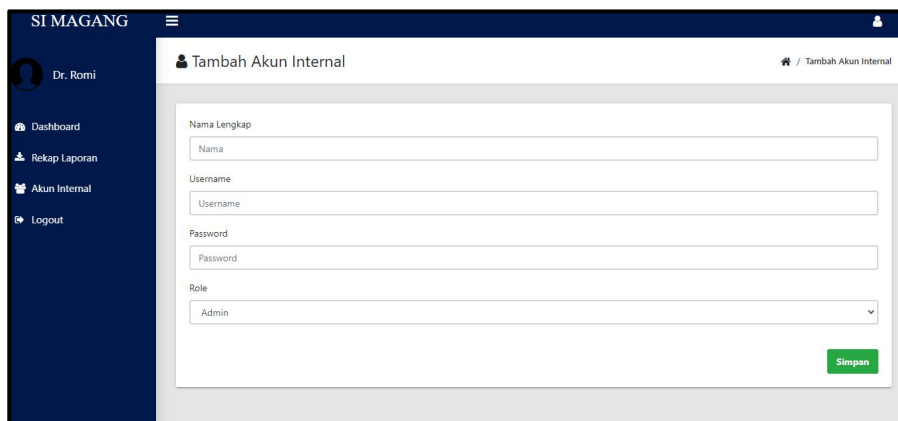 SI MAGANG
Dr. Romi
Dashboard
Rekap Laporan
Akun Internal
Logout
Tambah Akun Internal
/ Tambah Akun Internal
Nama Lengkap
Nama
Username
Username
Password
Password
Role
Admin
Simpan